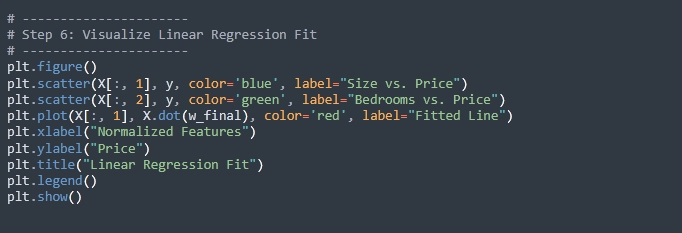 # ----------------------
# Step 6: Visualize Linear Regression Fit
# ----------------------
plt.figure()
plt.scatter(X[:, 1], y, color='blue', label="Size vs. Price")
plt.scatter(X[:, 2], y, color='green', label="Bedrooms vs. Price")
plt.plot(X[:, 1], X.dot(w_final), color='red', label="Fitted Line")
plt.xlabel("Normalized Features")
plt.ylabel("Price")
plt.title("Linear Regression Fit")
plt.legend()
plt.show()